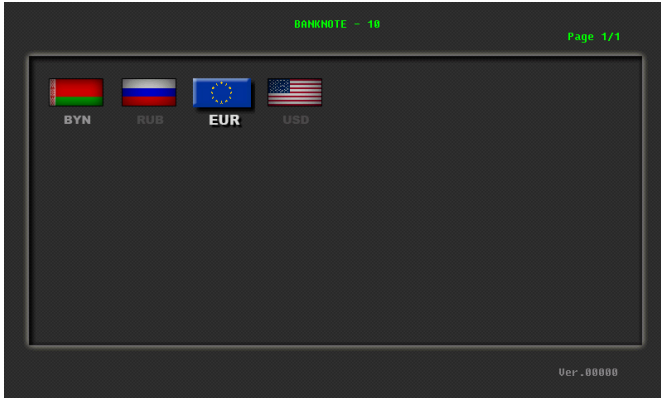 BANKNOTE - 10
Page 1/1
BYN RUB EUR USD
Ver.00000